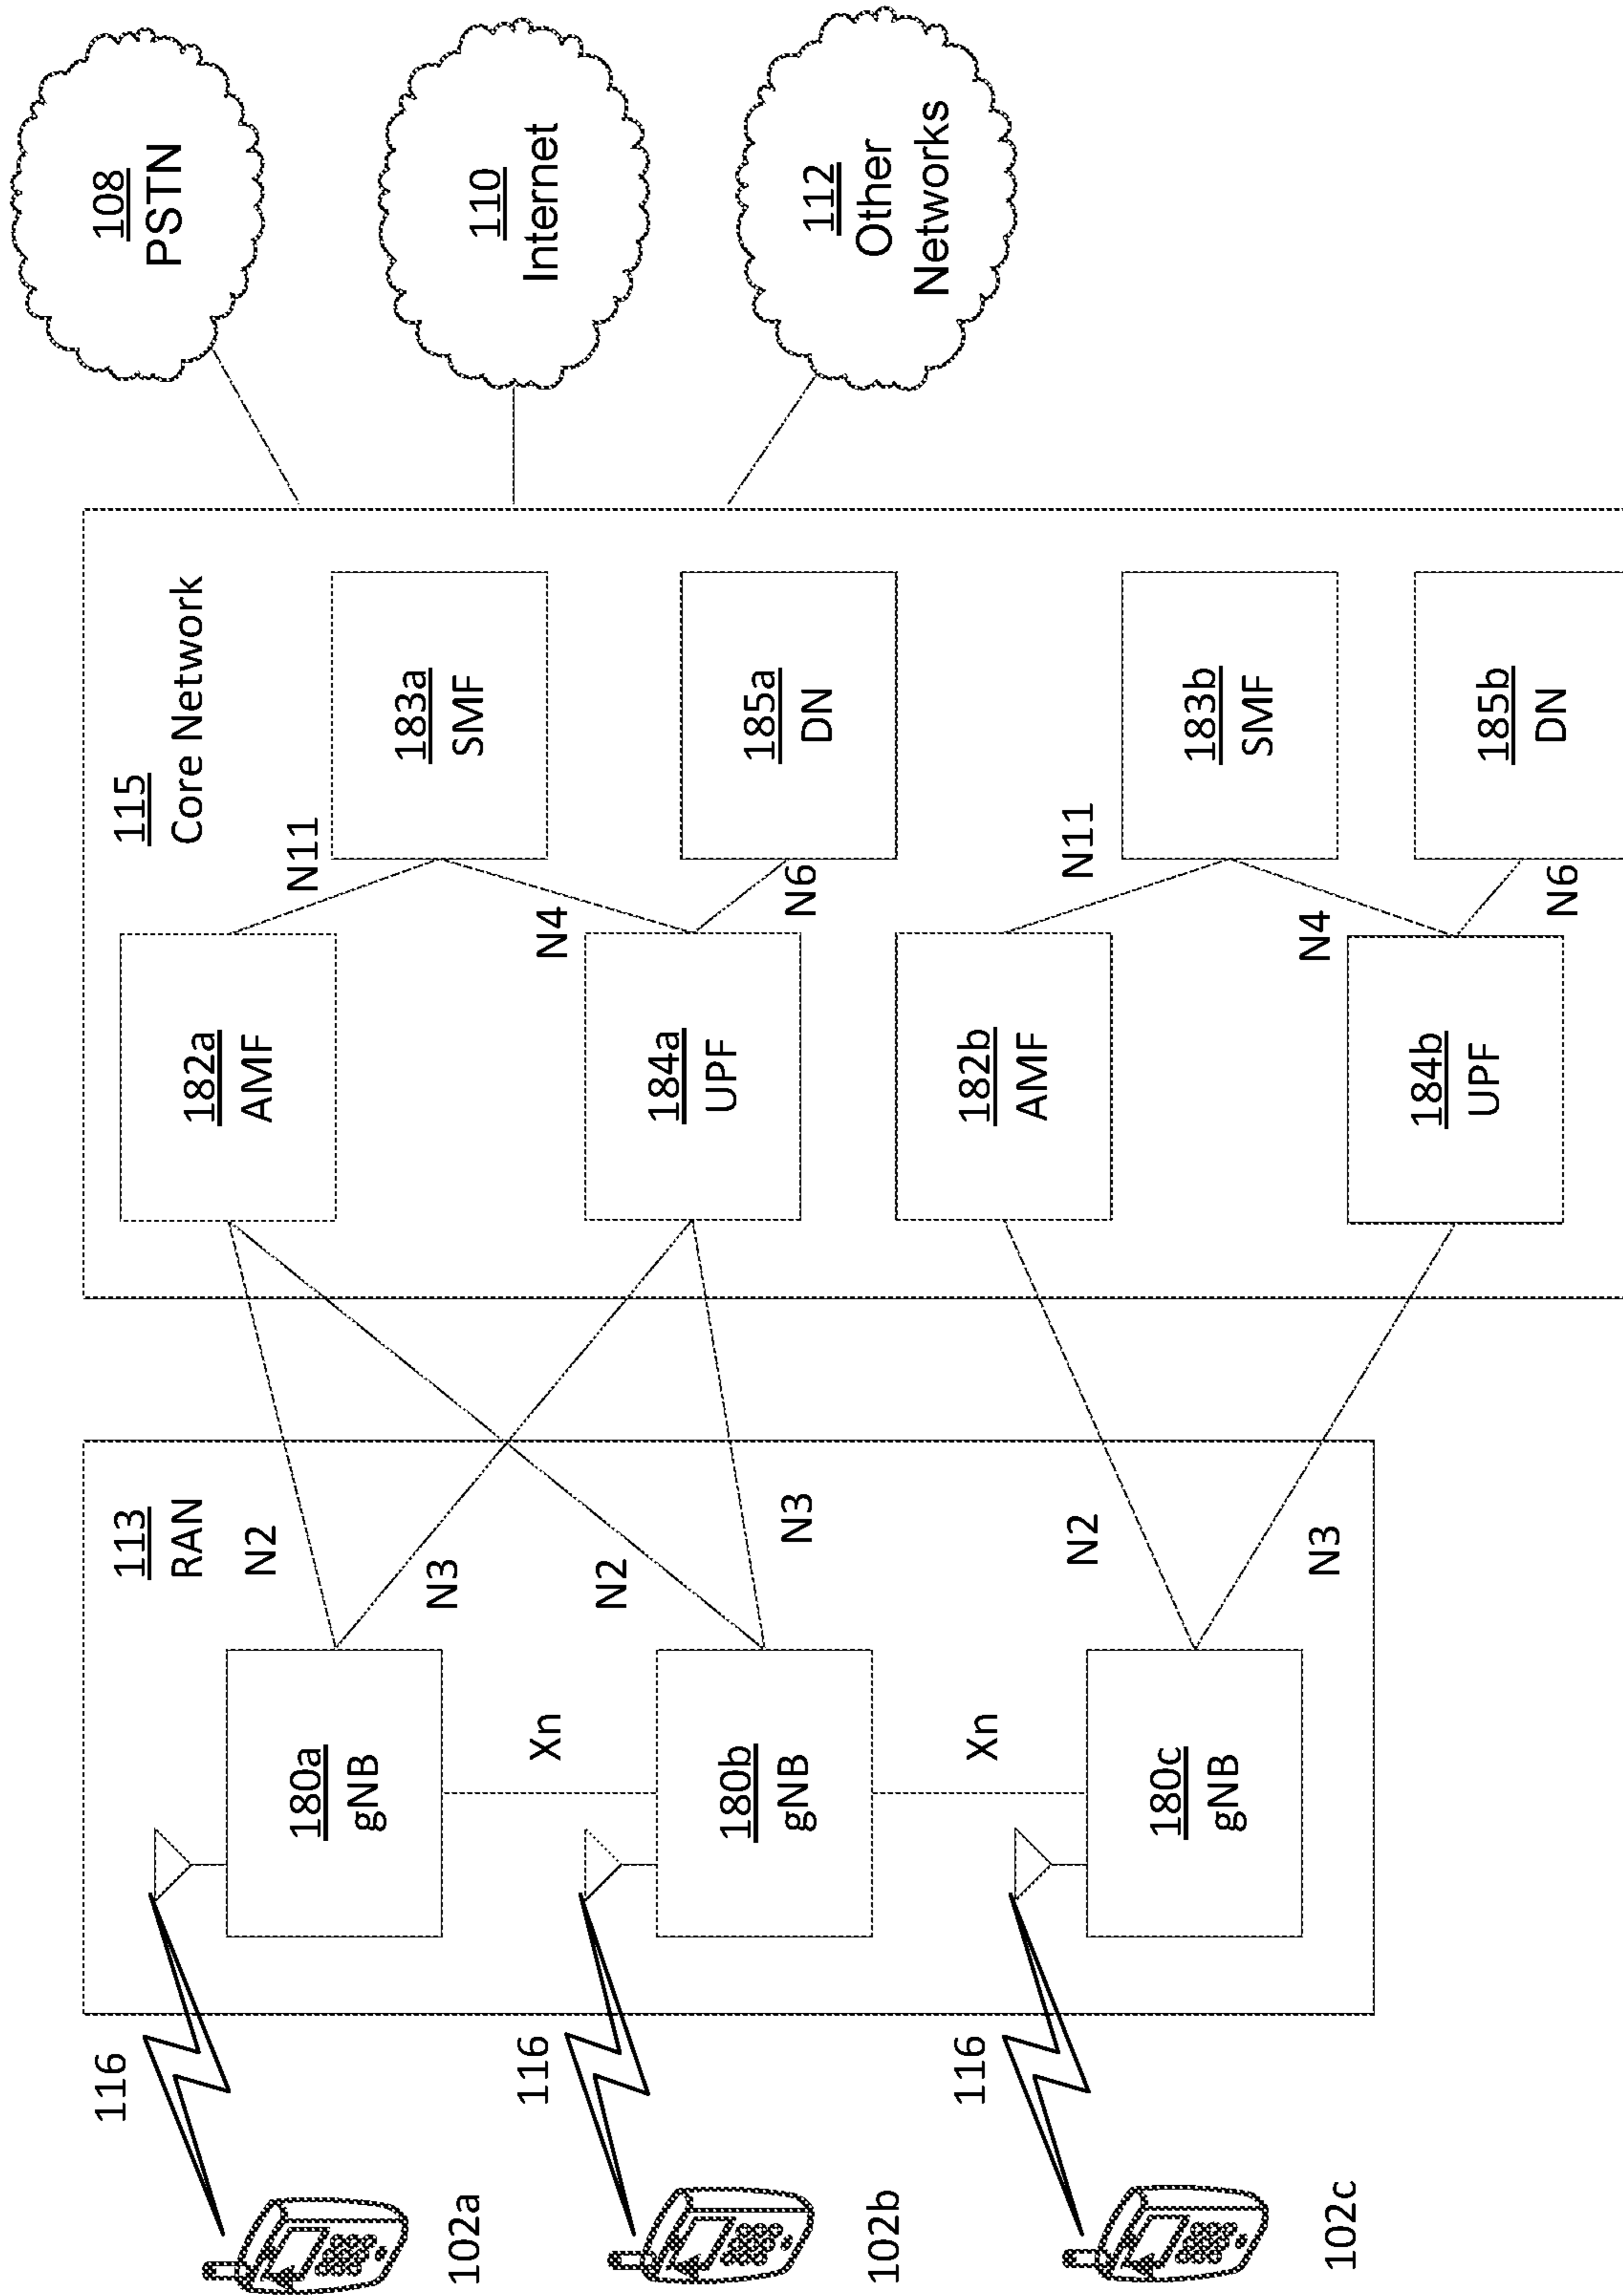 102a
102b
102c
116
116
116
113
RAN
180a
gNB
180b
gNB
180c
gNB
Xn
Xn
N2
N3
N2
N3
N2
N3
115
Core Network
182a
AMF
184a
UPF
182b
AMF
184b
UPF
N11
N4
N6
N11
N4
N6
183a
SMF
185a
DN
183b
SMF
185b
DN
108
PSTN
110
Internet
112
Other
Networks